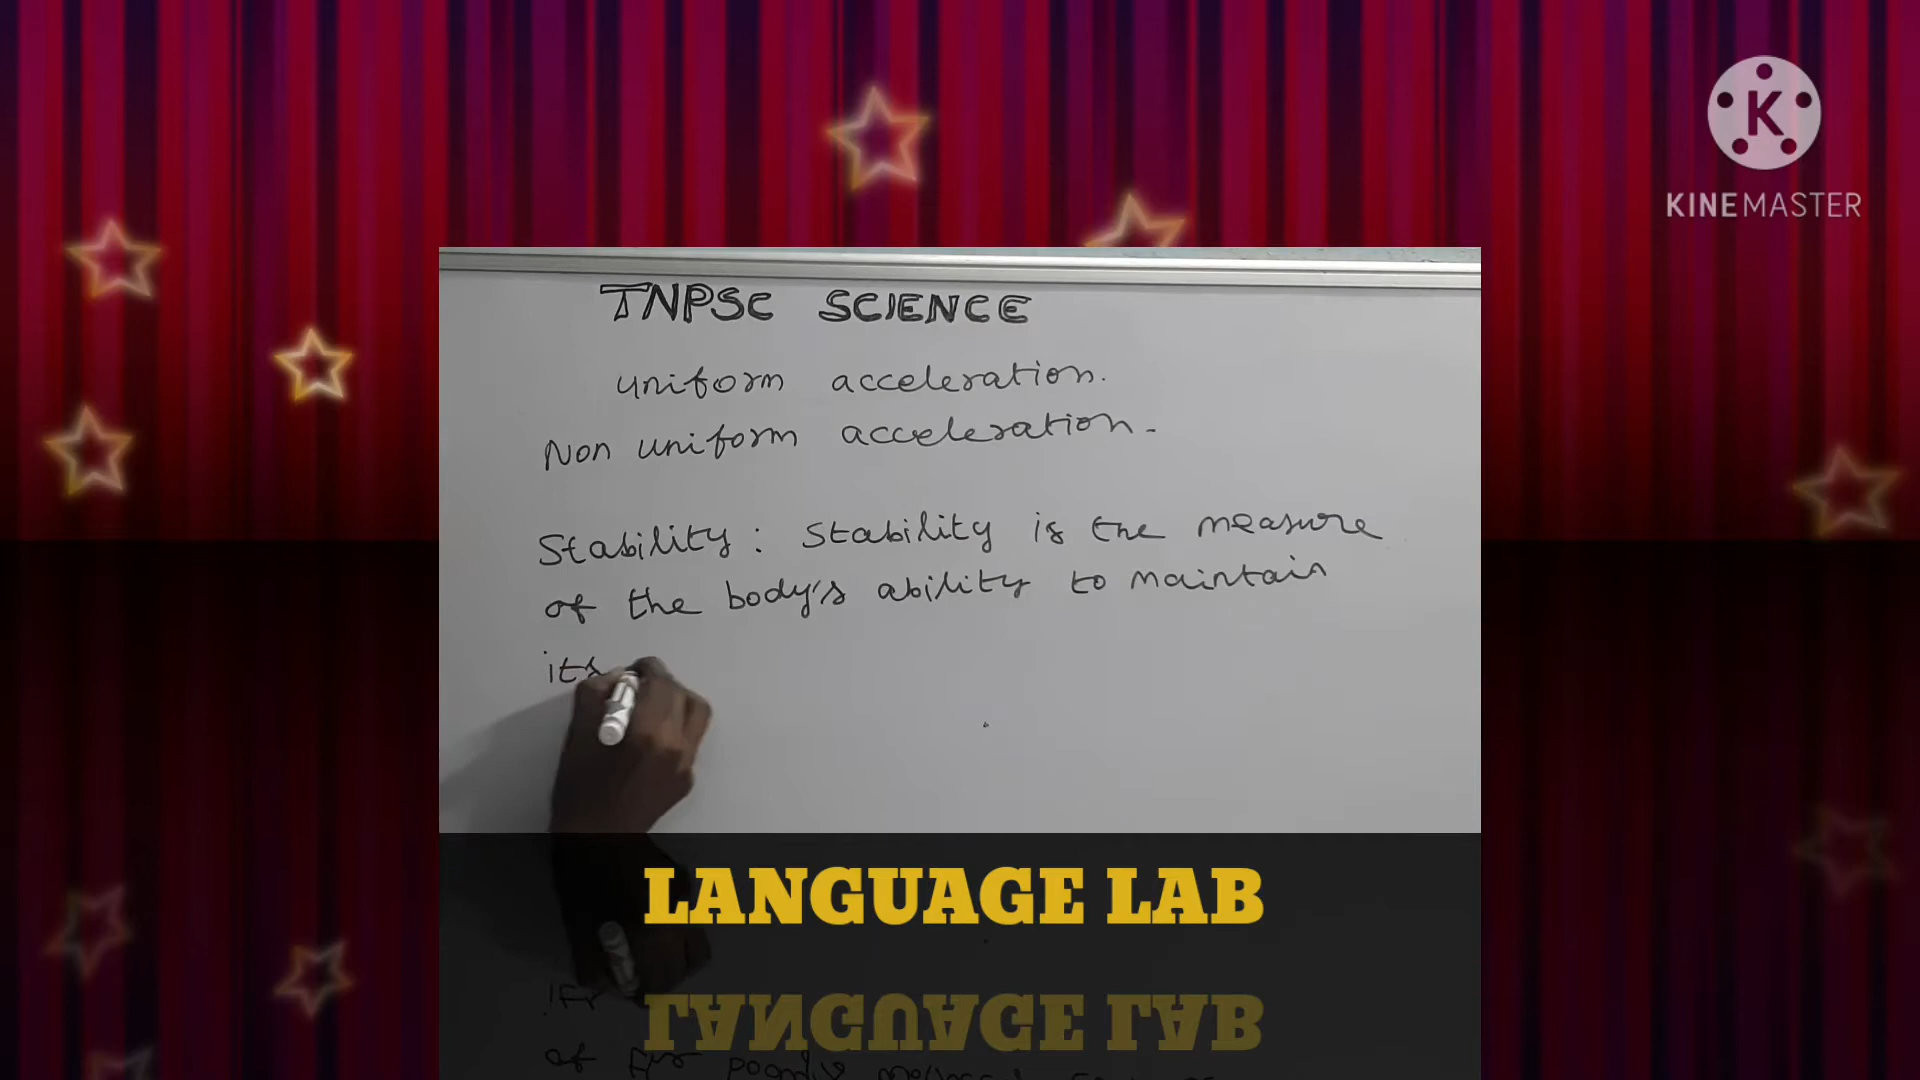 KINEMASTER
TNPSC SCIENCE
uniform acceleration.
Non uniform acceleration.
Stability: Stability is the measure
of the body's ability to maintain
its
LANGUAGE LAB